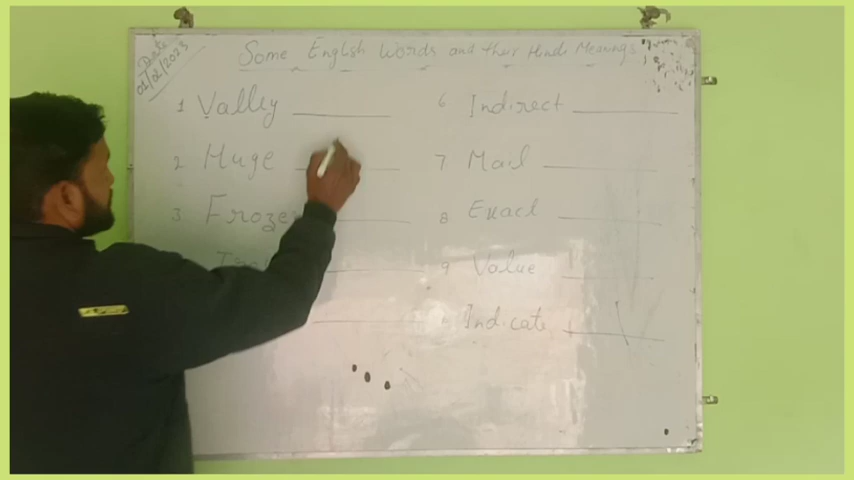 Date
01/2/2023
Some English Words and their Hindi Meanings
1 Valley
2 Huge
3 Frozen
6 Indirect
7 Mail
8 Exact
9 Value
Indicate